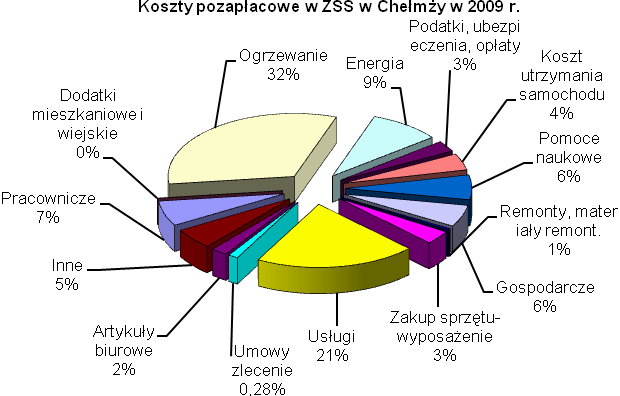 Koszty pozapłacowe w ZSS w Chełmży w 2009 r.
Ogrzewanie
32%
Energia
9%
Podatki, ubezpi
eczenia, opłaty
3%
Koszt
utrzymania
samochodu
4%
Pomoce
naukowe
6%
Remonty, mater
iały remont.
1%
Gospodarcze
6%
Zakup sprzętu-
wyposażenie
3%
Usługi
21%
Umowy
zlecenie
0,28%
Artykuły
biurowe
2%
Inne
5%
Pracownicze
7%
Dodatki
mieszkaniowe i
wiejskie
0%